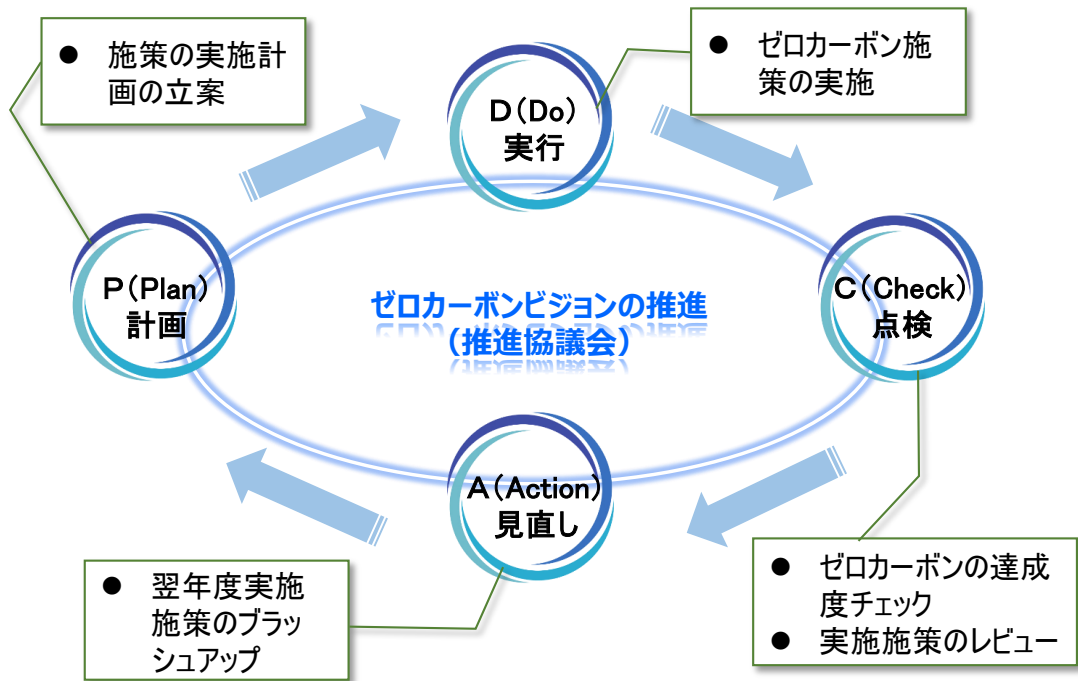 ● 施策の実施計
画の立案
D(Do)
実行
● ゼロカーボン施
策の実施
P(Plan)
計画
ゼロカーボンビジョンの推進
(推進協議会)
C(Check)
点検
A(Action)
見直し
● 翌年度実施
施策のブラッ
シュアップ
● ゼロカーボンの達成
度チェック
● 実施施策のレビュー